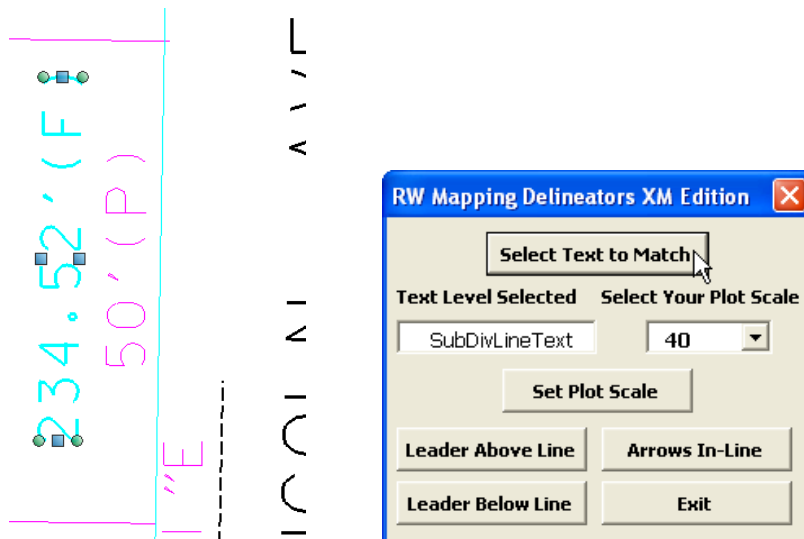 234.52'(F)
50'(P)
"E
RW Mapping Delineators XM Edition
Select Text to Match
Text Level Selected
Select Your Plot Scale
SubDivLineText
40
Set Plot Scale
Leader Above Line
Arrows In-Line
Leader Below Line
Exit